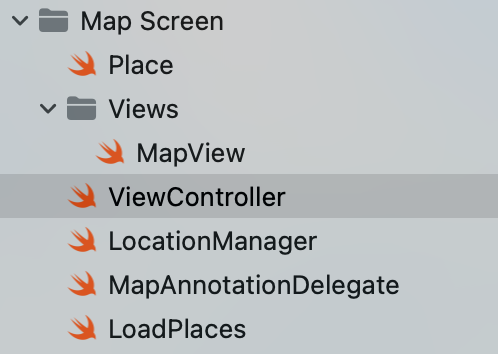 Map Screen
Place
Views
MapView
ViewController
LocationManager
MapAnnotationDelegate
LoadPlaces